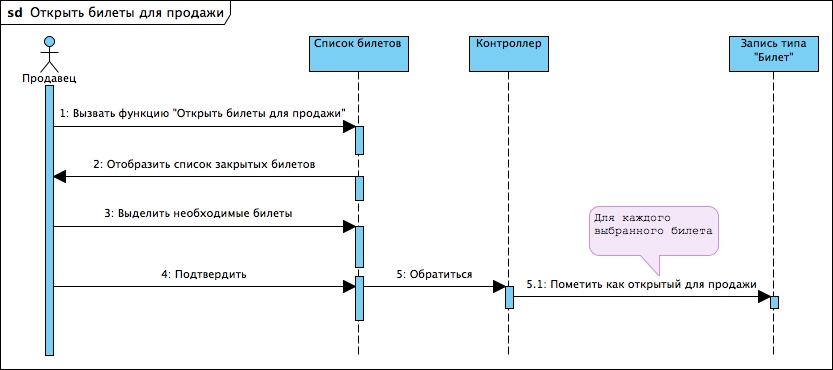 sd Открыть билеты для продажи
Продавец
Список билетов
Контроллер
Запись типа
"Билет"
1: Вызвать функцию "Открыть билеты для продажи"
2: Отобразить список закрытых билетов
3: Выделить необходимые билеты
Для каждого
выбранного билета
4: Подтвердить
5: Обратиться
5.1: Пометить как открытый для продажи